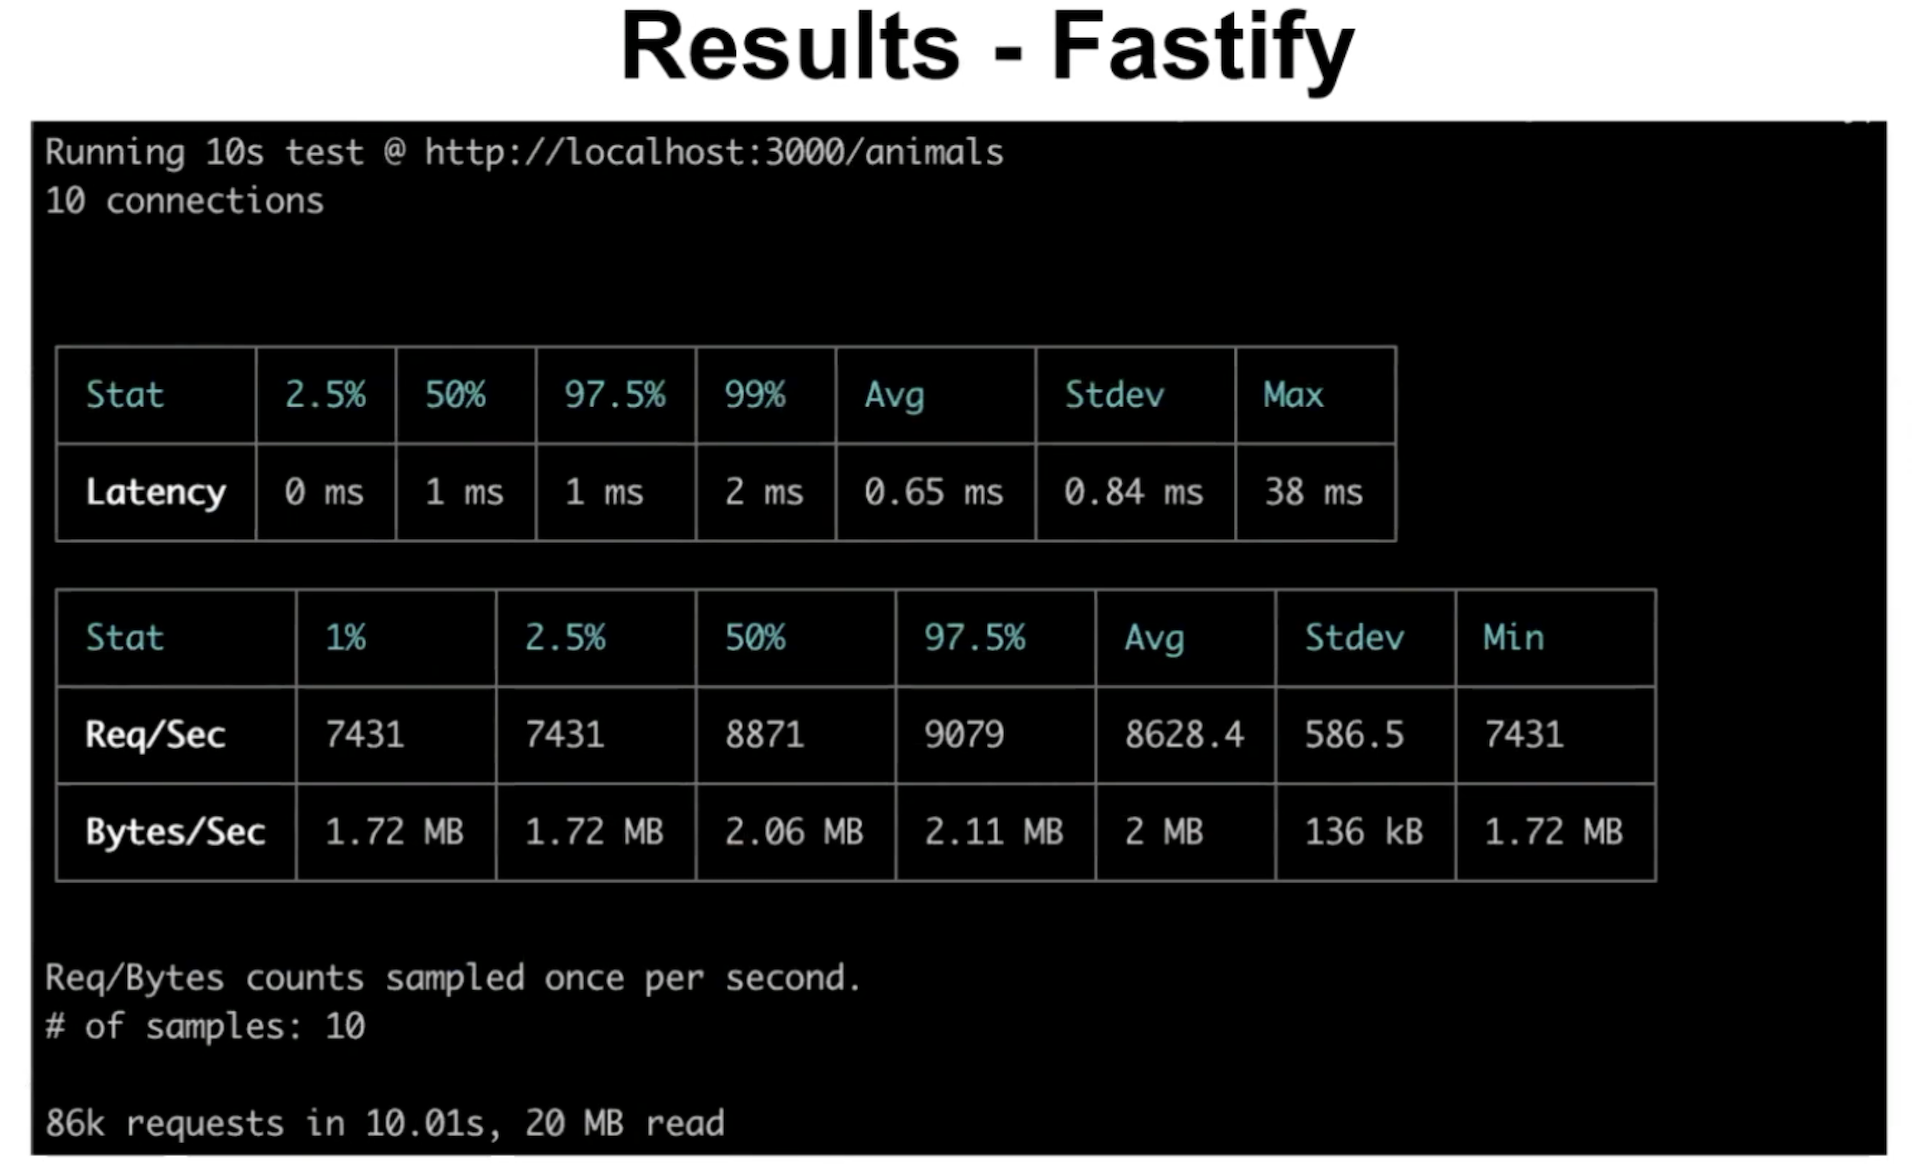 Results - Fastify
Running 10s test @ http://localhost:3000/animals
10 connections
Stat 2.5% 50% 97.5% 99% Avg Stdev Max
Latency 0 ms 1 ms 1 ms 2 ms 0.65 ms 0.84 ms 38 ms
Stat 1% 2.5% 50% 97.5% Avg Stdev Min
Req/Sec 7431 7431 8871 9079 8628.4 586.5 7431
Bytes/Sec 1.72 MB 1.72 MB 2.06 MB 2.11 MB 2 MB 136 kB 1.72 MB
Req/Bytes counts sampled once per second.
# of samples: 10
86k requests in 10.01s, 20 MB read